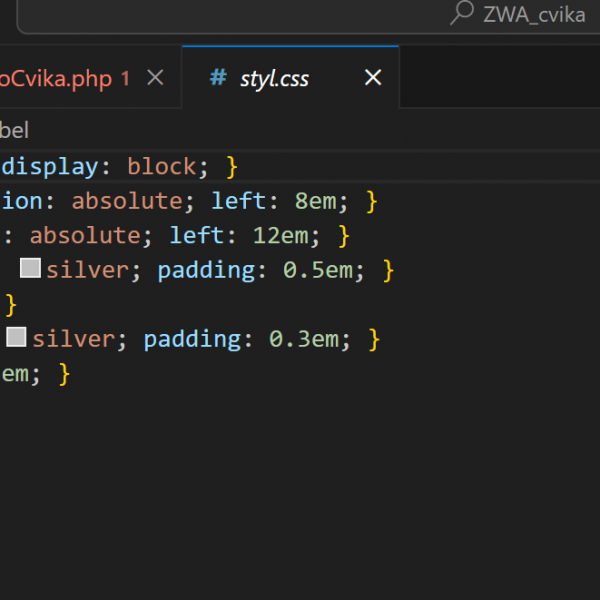 ZWA_cvika
oCvika.php 1 ×
# styl.css ×
bel
display: block; }
ion: absolute; left: 8em; }
: absolute; left: 12em; }
silver; padding: 0.5em; }
}
silver; padding: 0.3em; }
em; }